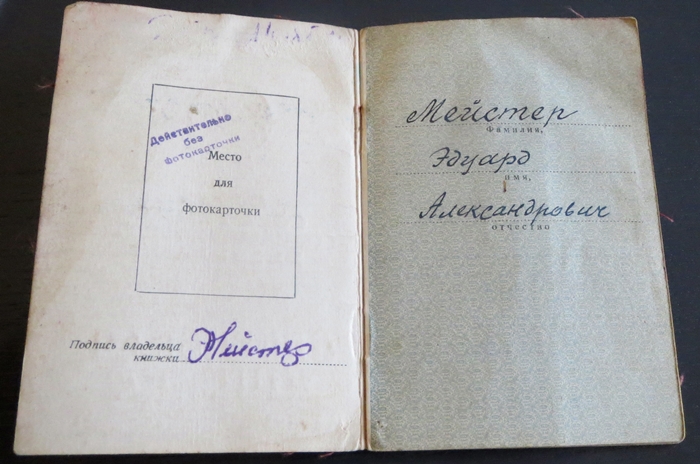 Действительно
без
фотокарточки
Место
для
фотокарточки
Подпись владельца
книжки Мейстер
Мейстер
Фамилия,
Эдуард
имя,
Александрович
отчество